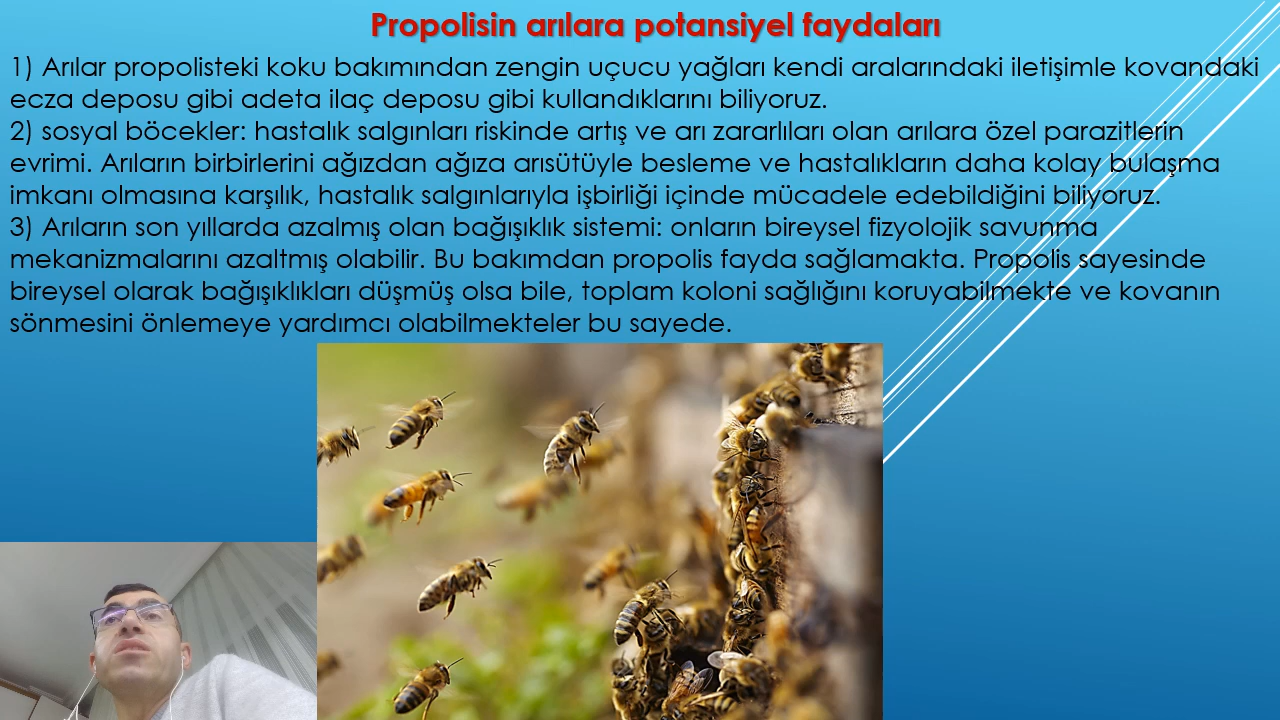 Propolisin arılara potansiyel faydaları
1) Arılar propolisteki koku bakımından zengin uçucu yağları kendi aralarındaki iletişimle kovandaki
ecza deposu gibi adeta ilaç deposu gibi kullandıklarını biliyoruz.
2) sosyal böcekler: hastalık salgınları riskinde artış ve arı zararlıları olan arılara özel parazitlerin
evrimi. Arıların birbirlerini ağızdan ağıza arısütüyle besleme ve hastalıkların daha kolay bulaşma
imkanı olmasına karşılık, hastalık salgınlarıyla işbirliği içinde mücadele edebildiğini biliyoruz.
3) Arıların son yıllarda azalmış olan bağışıklık sistemi: onların bireysel fizyolojik savunma
mekanizmalarını azaltmış olabilir. Bu bakımdan propolis fayda sağlamakta. Propolis sayesinde
bireysel olarak bağışıklıkları düşmüş olsa bile, toplam koloni sağlığını koruyabilmekte ve kovanın
sönmesini önlemeye yardımcı olabilmekteler bu sayede.